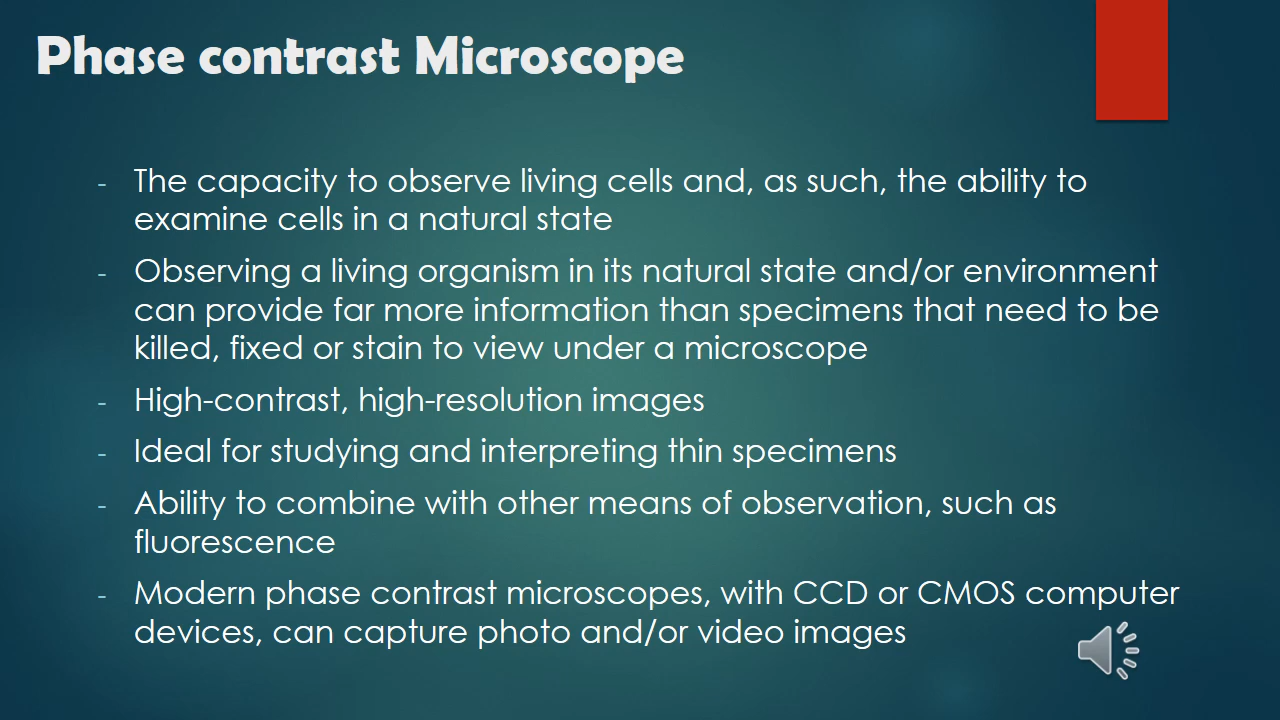 Phase contrast Microscope
- The capacity to observe living cells and, as such, the ability to
examine cells in a natural state
- Observing a living organism in its natural state and/or environment
can provide far more information than specimens that need to be
killed, fixed or stain to view under a microscope
- High-contrast, high-resolution images
- Ideal for studying and interpreting thin specimens
- Ability to combine with other means of observation, such as
fluorescence
- Modern phase contrast microscopes, with CCD or CMOS computer
devices, can capture photo and/or video images